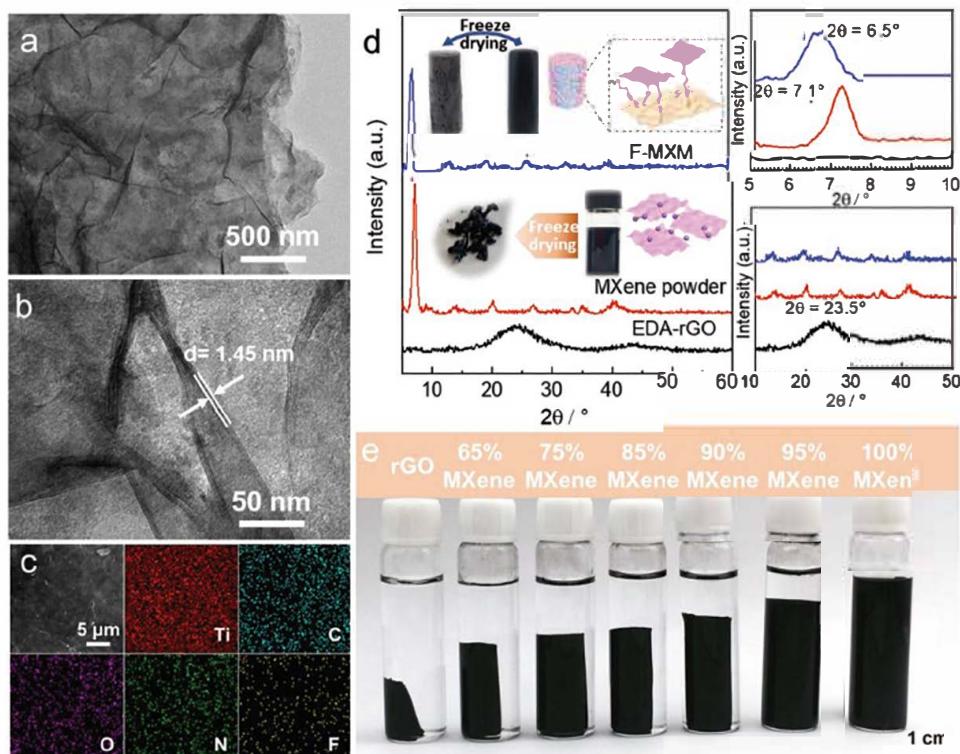 a
500 nm
b
d= 1.45 nm
50 nm
C
5 µm
Ti
C
O
N
F
d
Freeze
drying
F-MXM
Freeze
drying
MXene powder
EDA-rGO
Intensity (a.u.)
10 20 30 40 50 60
2θ / °
2θ = 6.5°
2θ = 7 1°
Intensity (a.u.)
5 6 7 8 9 10
2θ / °
2θ = 23.5°
Intensity (a.u.)
10 20 30 40 50
2θ / °
e
rGO
65%
MXene
75%
MXene
85%
MXene
90%
MXene
95%
MXene
100%
MXen
1 cm